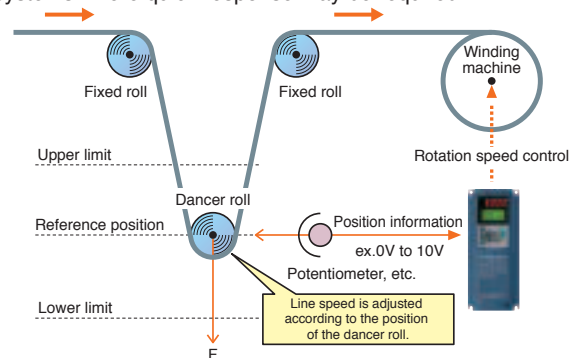 Fixed roll
Fixed roll
Winding
machine
Upper limit
Rotation speed control
Dancer roll
Reference position
Position information
ex.0V to 10V
Potentiometer, etc.
Lower limit
Line speed is adjusted
according to the position
of the dancer roll.